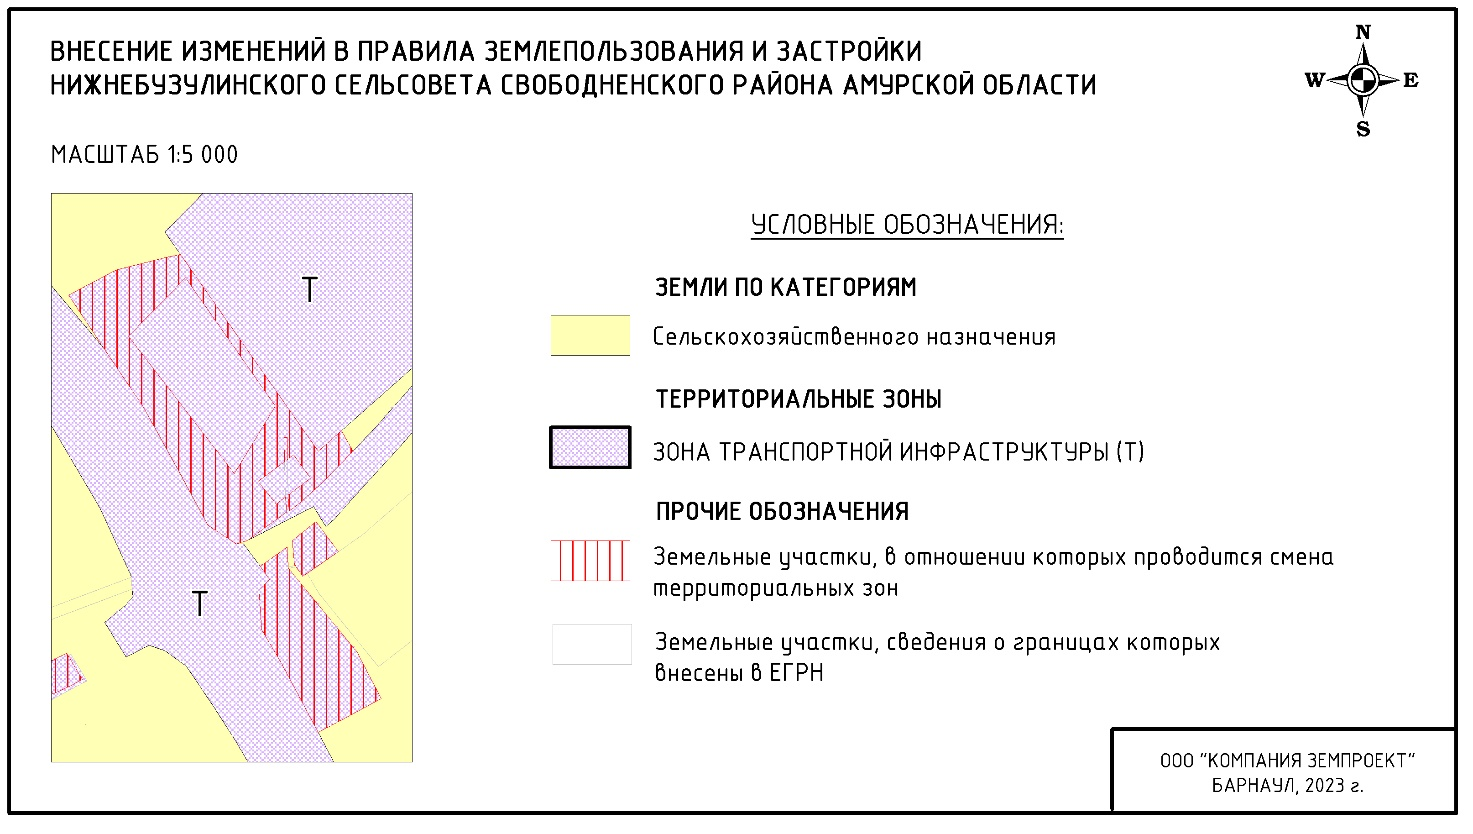 ВНЕСЕНИЕ ИЗМЕНЕНИЙ В ПРАВИЛА ЗЕМЛЕПОЛЬЗОВАНИЯ И ЗАСТРОЙКИ
НИЖНЕБУЗУЛИНСКОГО СЕЛЬСОВЕТА СВОБОДНЕНСКОГО РАЙОНА АМУРСКОЙ ОБЛАСТИ
N
W E
S
МАСШТАБ 1:5 000
Т
Т
УСЛОВНЫЕ ОБОЗНАЧЕНИЯ:
ЗЕМЛИ ПО КАТЕГОРИЯМ
Сельскохозяйственного назначения
ТЕРРИТОРИАЛЬНЫЕ ЗОНЫ
ЗОНА ТРАНСПОРТНОЙ ИНФРАСТРУКТУРЫ (Т)
ПРОЧИЕ ОБОЗНАЧЕНИЯ
Земельные участки, в отношении которых проводится смена
территориальных зон
Земельные участки, сведения о границах которых
внесены в ЕГРН
ООО "КОМПАНИЯ ЗЕМПРОЕКТ"
БАРНАУЛ, 2023 г.